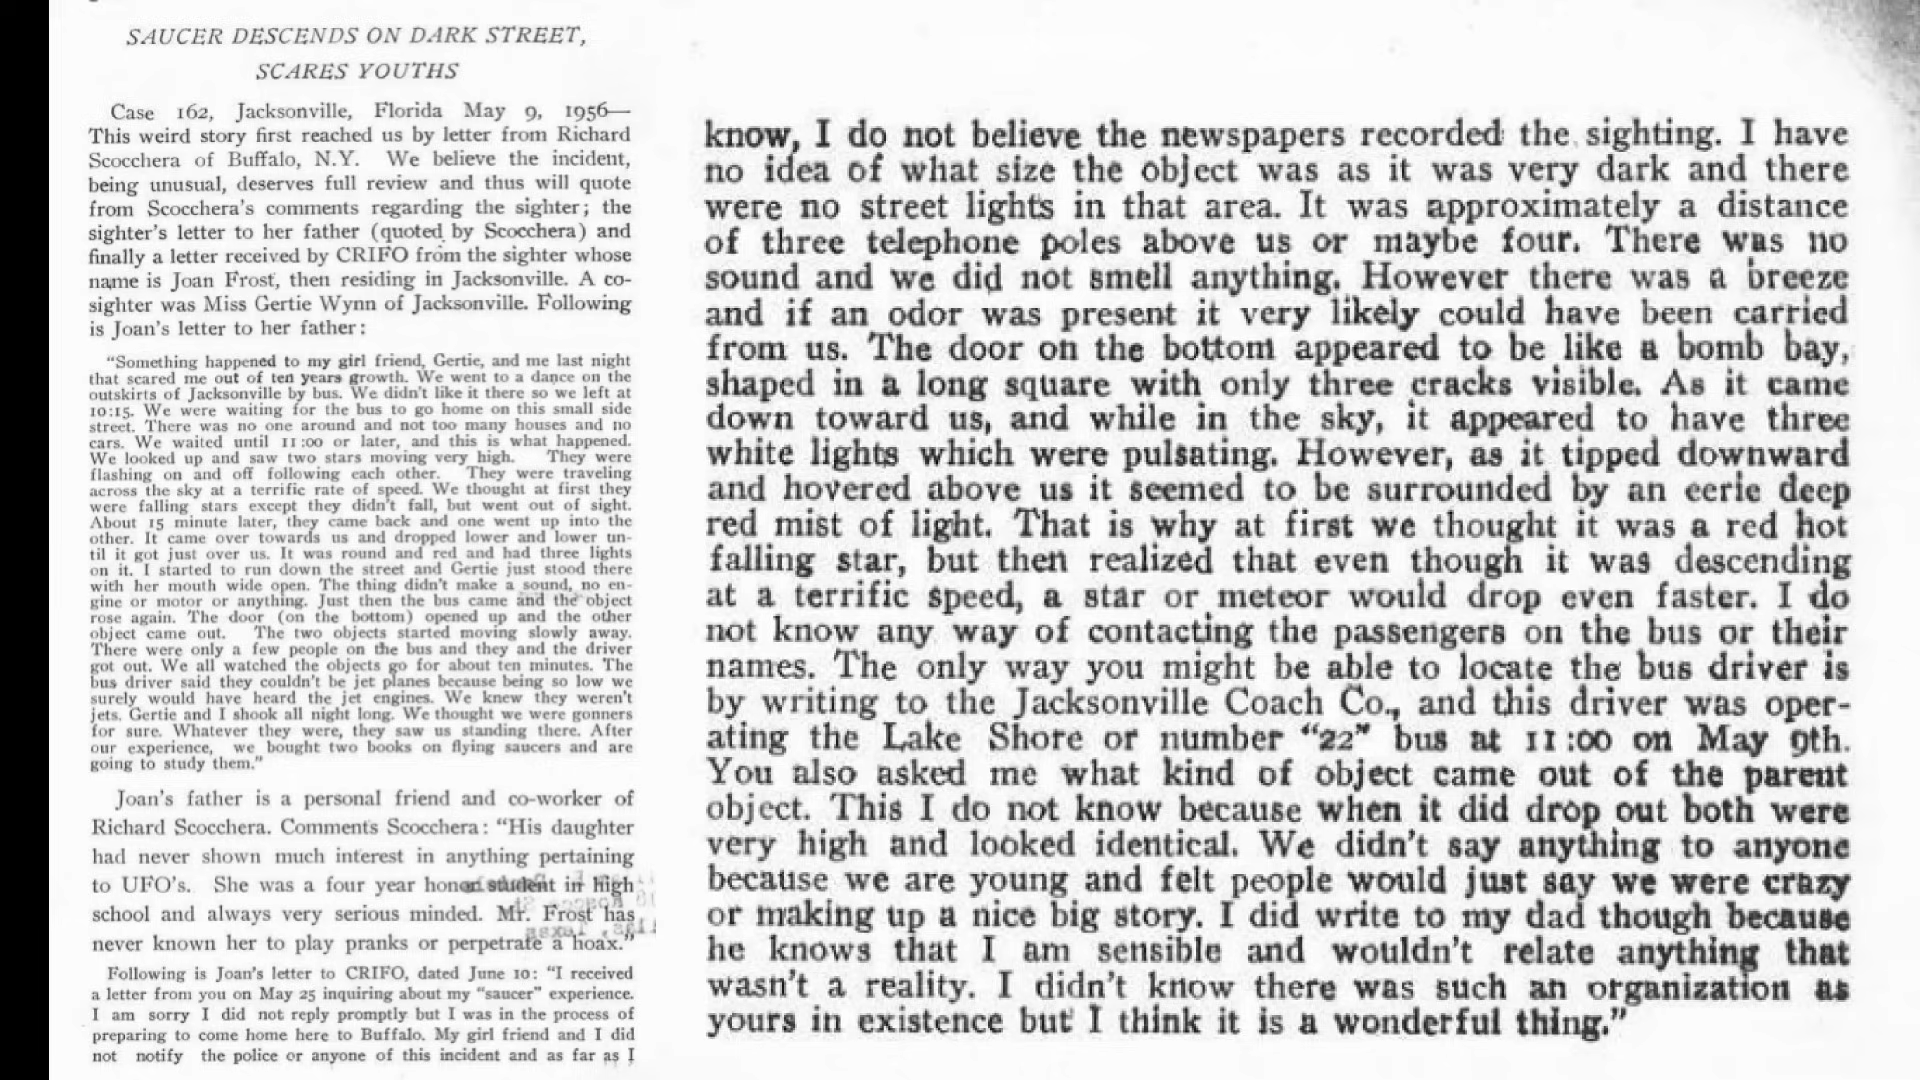 SAUCER DESCENDS ON DARK STREET,
SCARES YOUTHS
Case 162, Jacksonville, Florida May 9, 1956—
This weird story first reached us by letter from Richard
Scocchera of Buffalo, N.Y. We believe the incident,
being unusual, deserves full review and thus will quote
from Scocchera's comments regarding the sighter; the
sighter's letter to her father (quoted by Scocchera) and
finally a letter received by CRIFO from the sighter whose
name is Joan Frost, then residing in Jacksonville. A co-
sighter was Miss Gertie Wynn of Jacksonville. Following
is Joan's letter to her father:
"Something happened to my girl friend, Gertie, and me last night
that scared me out of ten years growth. We went to a dance on the
outskirts of Jacksonville by bus. We didn't like it there so we left at
10:15. We were waiting for the bus to go home on this small side
street. There was no one around and not too many houses and no
cars. We waited until 11:00 or later, and this is what happened.
We looked up and saw two stars moving very high. They were
flashing on and off following each other. They were traveling
across the sky at a terrific rate of speed. We thought at first they
were falling stars except they didn't fall, but went out of sight.
About 15 minute later, they came back and one went up into the
other. It came over towards us and dropped lower and lower un-
til it got just over us. It was round and red and had three lights
on it. I started to run down the street and Gertie just stood there
with her mouth wide open. The thing didn't make a sound, no en-
gine or motor or anything. Just then the bus came and the object
rose again. The door (on the bottom) opened up and the other
object came out. The two objects started moving slowly away.
There were only a few people on the bus and they and the driver
got out. We all watched the objects go for about ten minutes. The
bus driver said they couldn't be jet planes because being so low we
surely would have heard the jet engines. We knew they weren't
jets. Gertie and I shook all night long. We thought we were gonners
for sure. Whatever they were, they saw us standing there. After
our experience, we bought two books on flying saucers and are
going to study them."
Joan's father is a personal friend and co-worker of
Richard Scocchera. Comments Scocchera: "His daughter
had never shown much interest in anything pertaining
to UFO's. She was a four year honor student in high
school and always very serious minded. Mr. Frost has
never known her to play pranks or perpetrate a hoax."
Following is Joan's letter to CRIFO, dated June 10: "I received
a letter from you on May 25 inquiring about my "saucer" experience.
I am sorry I did not reply promptly but I was in the process of
preparing to come home here to Buffalo. My girl friend and I did
not notify the police or anyone of this incident and as far as I
know, I do not believe the newspapers recorded the sighting. I have
no idea of what size the object was as it was very dark and there
were no street lights in that area. It was approximately a distance
of three telephone poles above us or maybe four. There was no
sound and we did not smell anything. However there was a breeze
and if an odor was present it very likely could have been carried
from us. The door on the bottom appeared to be like a bomb bay,
shaped in a long square with only three cracks visible. As it came
down toward us, and while in the sky, it appeared to have three
white lights which were pulsating. However, as it tipped downward
and hovered above us it seemed to be surrounded by an eerie deep
red mist of light. That is why at first we thought it was a red hot
falling star, but then realized that even though it was descending
at a terrific speed, a star or meteor would drop even faster. I do
not know any way of contacting the passengers on the bus or their
names. The only way you might be able to locate the bus driver is
by writing to the Jacksonville Coach Co., and this driver was oper-
ating the Lake Shore or number "22" bus at 11:00 on May 9th.
You also asked me what kind of object came out of the parent
object. This I do not know because when it did drop out both were
very high and looked identical. We didn't say anything to anyone
because we are young and felt people would just say we were crazy
or making up a nice big story. I did write to my dad though because
he knows that I am sensible and wouldn't relate anything that
wasn't a reality. I didn't know there was such an organization as
yours in existence but I think it is a wonderful thing."